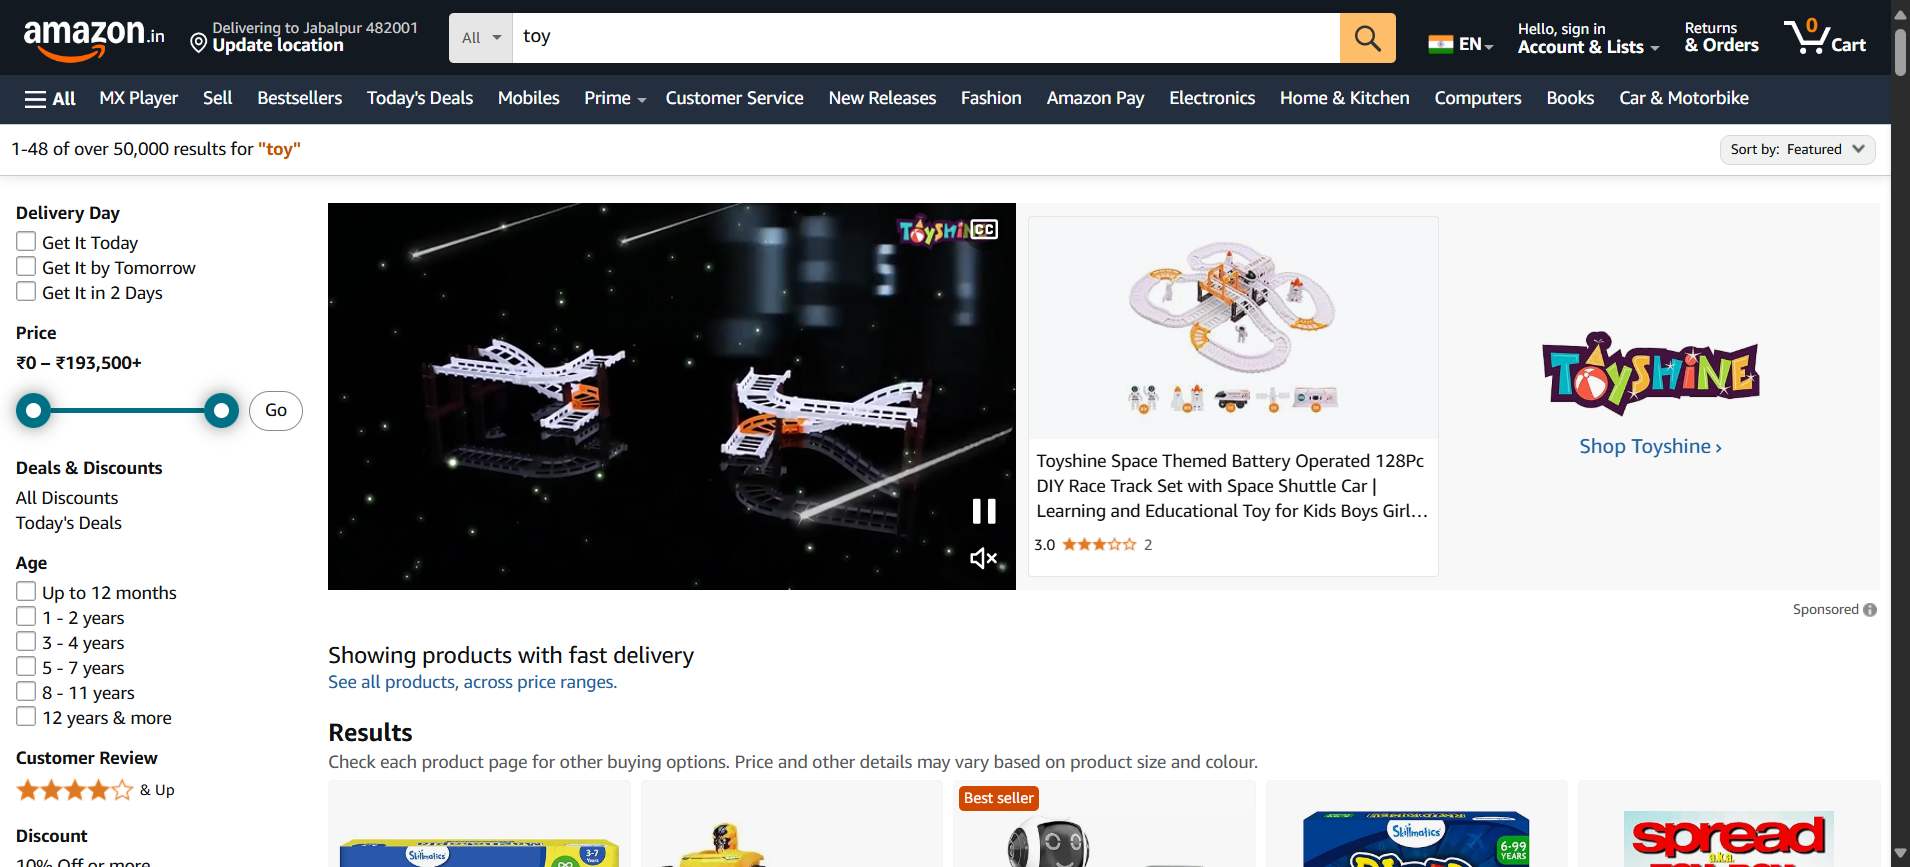 amazon.in
Delivering to Jabalpur 482001
Update location
All
toy
EN
Hello, sign in
Account & Lists
Returns
& Orders
0
Cart
All
MX Player
Sell
Bestsellers
Today's Deals
Mobiles
Prime
Customer Service
New Releases
Fashion
Amazon Pay
Electronics
Home & Kitchen
Computers
Books
Car & Motorbike
1-48 of over 50,000 results for "toy"
Sort by: Featured
Delivery Day
Get It Today
Get It by Tomorrow
Get It in 2 Days
Price
₹0 – ₹193,500+
Go
Deals & Discounts
All Discounts
Today's Deals
Age
Up to 12 months
1 - 2 years
3 - 4 years
5 - 7 years
8 - 11 years
12 years & more
Customer Review
& Up
Discount
10% Off or more
CC
Toyshine Space Themed Battery Operated 128Pc
DIY Race Track Set with Space Shuttle Car |
Learning and Educational Toy for Kids Boys Girl...
3.0
2
TOYSHINE
Shop Toyshine ›
Sponsored
Showing products with fast delivery
See all products, across price ranges.
Results
Check each product page for other buying options. Price and other details may vary based on product size and colour.
Skillmatics
3-7
Years
Best seller
Skillmatics
6-99
YEARS
spread
a.k.a.